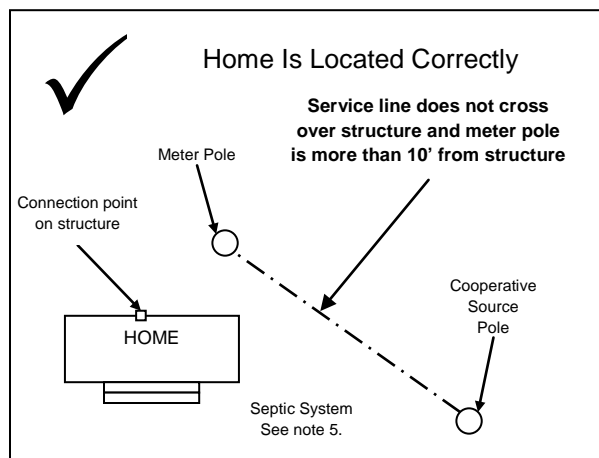 Home Is Located Correctly
Service line does not cross
over structure and meter pole
is more than 10’ from structure
Meter Pole
Connection point
on structure
Cooperative
Source
Pole
HOME
Septic System
See note 5.